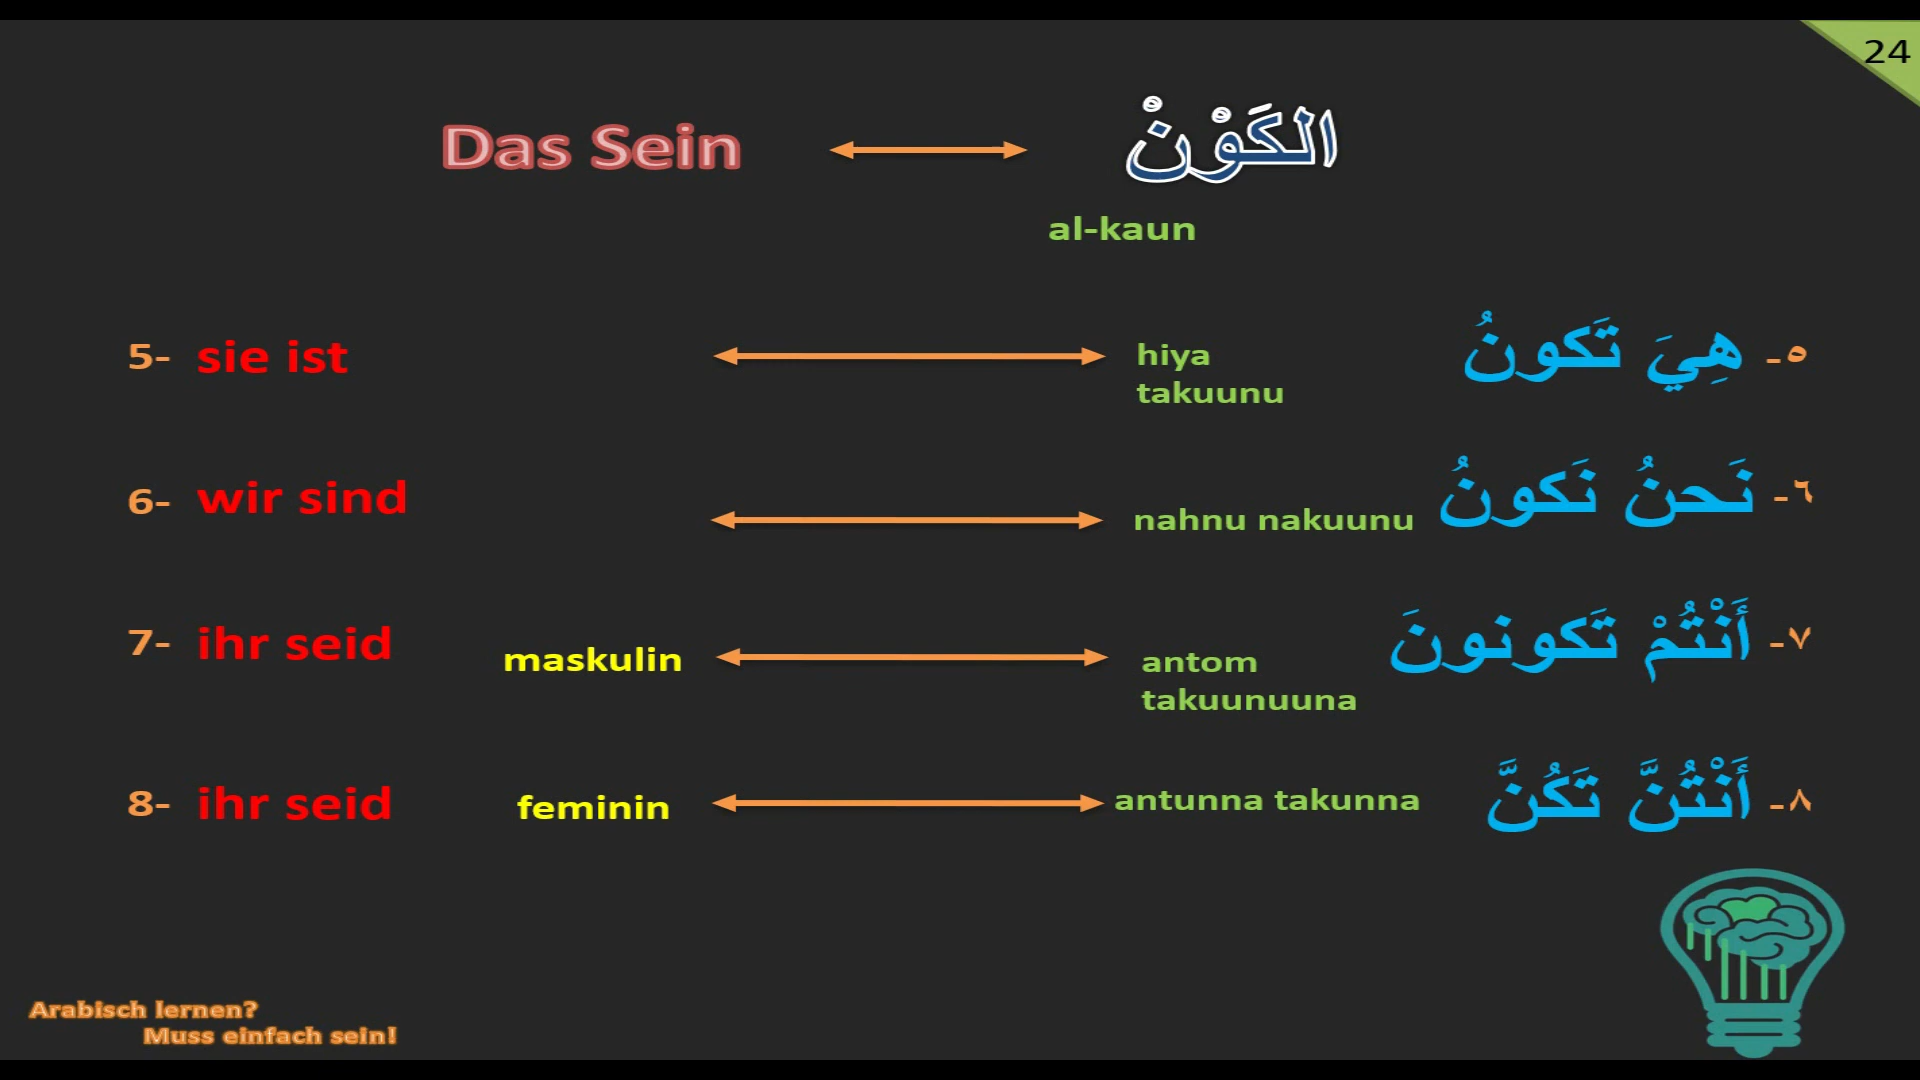 24
Das Sein
الكَوْنْ
al-kaun
5- sie ist
hiya
takuunu
٥- هِيَ تَكونُ
6- wir sind
nahnu nakuunu
٦- نَحنُ نَكونُ
7- ihr seid
maskulin
antom
takuunuuna
٧- أَنْتُمْ تَكونونَ
8- ihr seid
feminin
antunna takunna
٨- أَنْتُنَّ تَكُنَّ
Arabisch lernen?
Muss einfach sein!